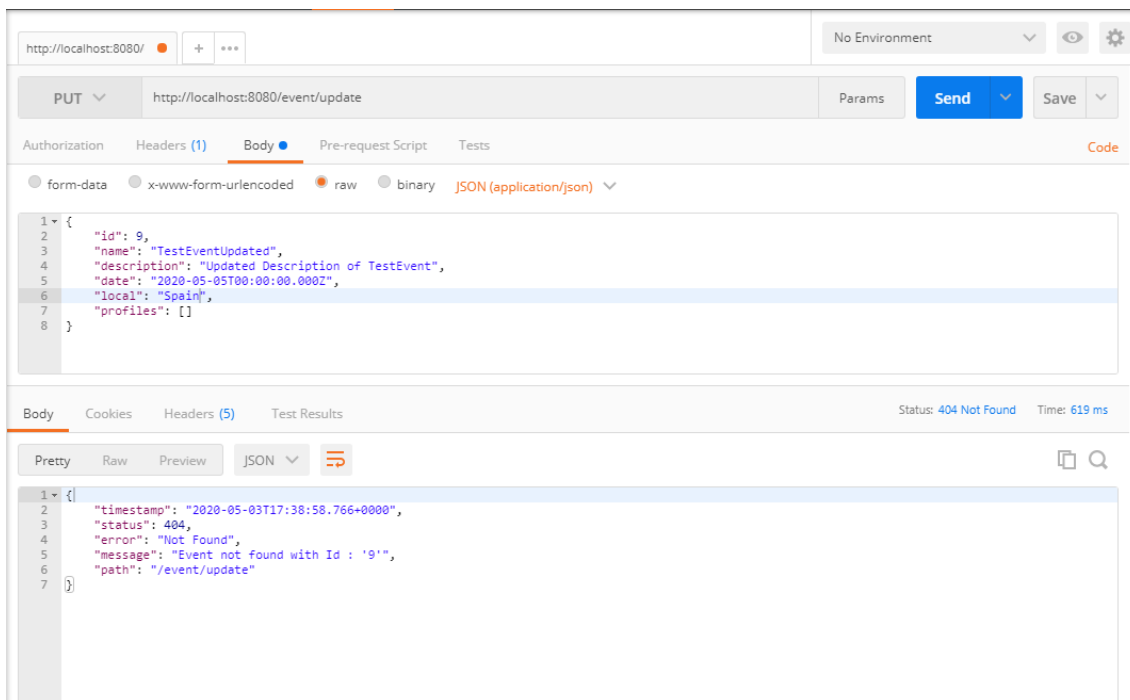 http://localhost:8080/ + ••• No Environment
PUT http://localhost:8080/event/update Params Send Save
Authorization Headers (1) Body Pre-request Script Tests Code
form-data x-www-form-urlencoded raw binary JSON (application/json)
1 {
2 "id": 9,
3 "name": "TestEventUpdated",
4 "description": "Updated Description of TestEvent",
5 "date": "2020-05-05T00:00:00.000Z",
6 "local": "Spain",
7 "profiles": []
8 }
Body Cookies Headers (5) Test Results Status: 404 Not Found Time: 619 ms
Pretty Raw Preview JSON
1 {
2 "timestamp": "2020-05-03T17:38:58.766+0000",
3 "status": 404,
4 "error": "Not Found",
5 "message": "Event not found with Id : '9'",
6 "path": "/event/update"
7 }